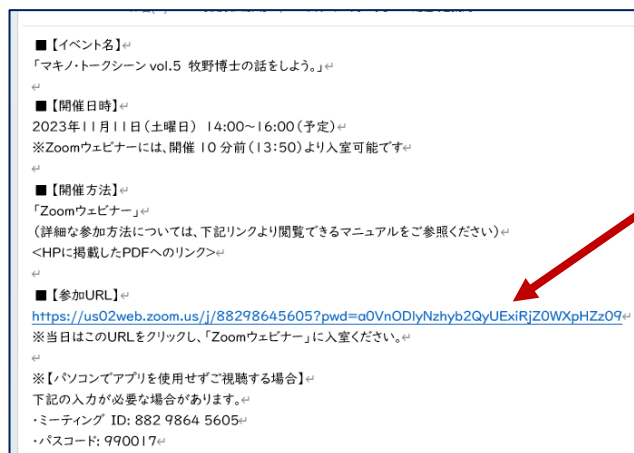 ■【イベント名】
「マキノ・トークシーン vol.5 牧野博士の話をしよう。」
■【開催日時】
2023年11月11日(土曜日) 14:00~16:00(予定)
※Zoomウェビナーには、開催 10 分前(13:50)より入室可能です
■【開催方法】
「Zoomウェビナー」
(詳細な参加方法については、下記リンクより閲覧できるマニュアルをご参照ください)
<HPに掲載したPDFへのリンク>
■【参加URL】
https://us02web.zoom.us/j/88298645605?pwd=a0VnODlyNzhyb2QyUExiRjZ0WXpHZz09
※当日はこのURLをクリックし、「Zoomウェビナー」に入室ください。
※【パソコンでアプリを使用せずご視聴する場合】
下記の入力が必要な場合があります。
・ミーティング ID: 882 9864 5605
・パスコード: 990017